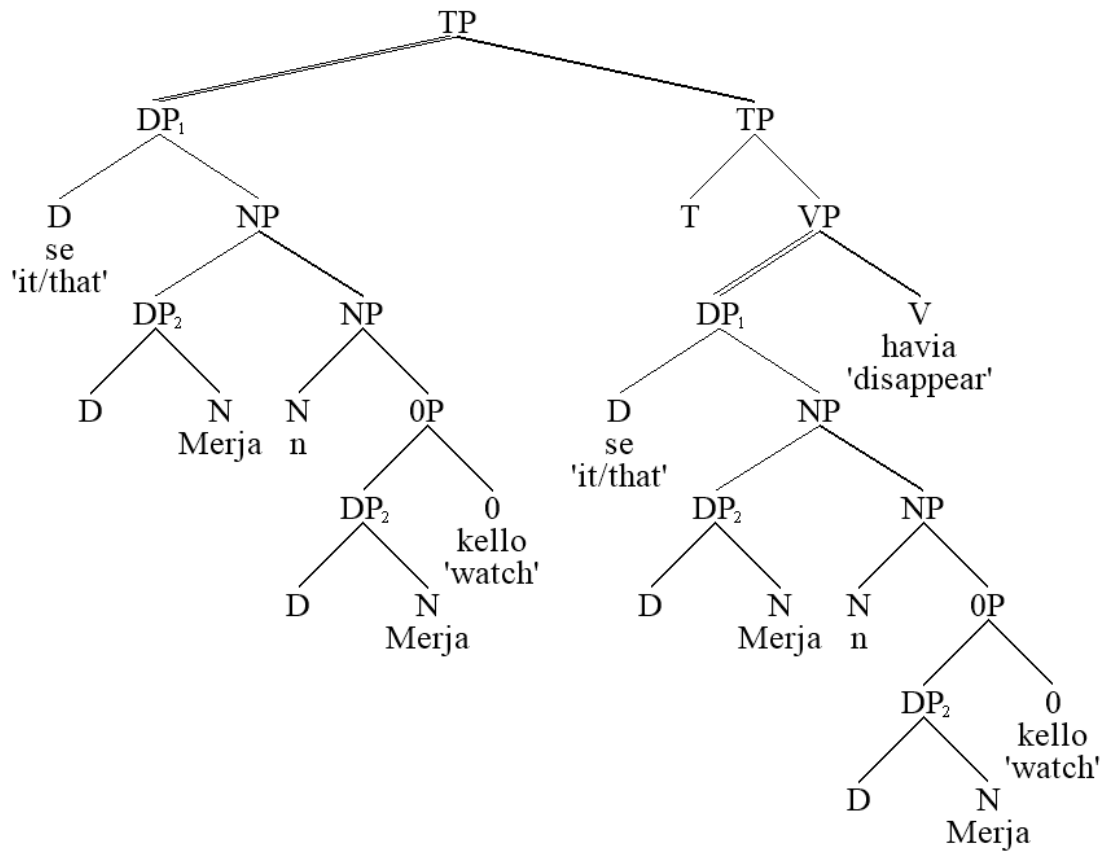 TP
DP₁ TP
D NP T VP
se
'it/that'
DP₂ NP DP₁ V
havia
'disappear'
D N N 0P D NP
Merja n se
'it/that'
DP₂ 0 DP₂ NP
kello
'watch'
D N D N N 0P
Merja Merja n
DP₂ 0
kello
'watch'
D N
Merja